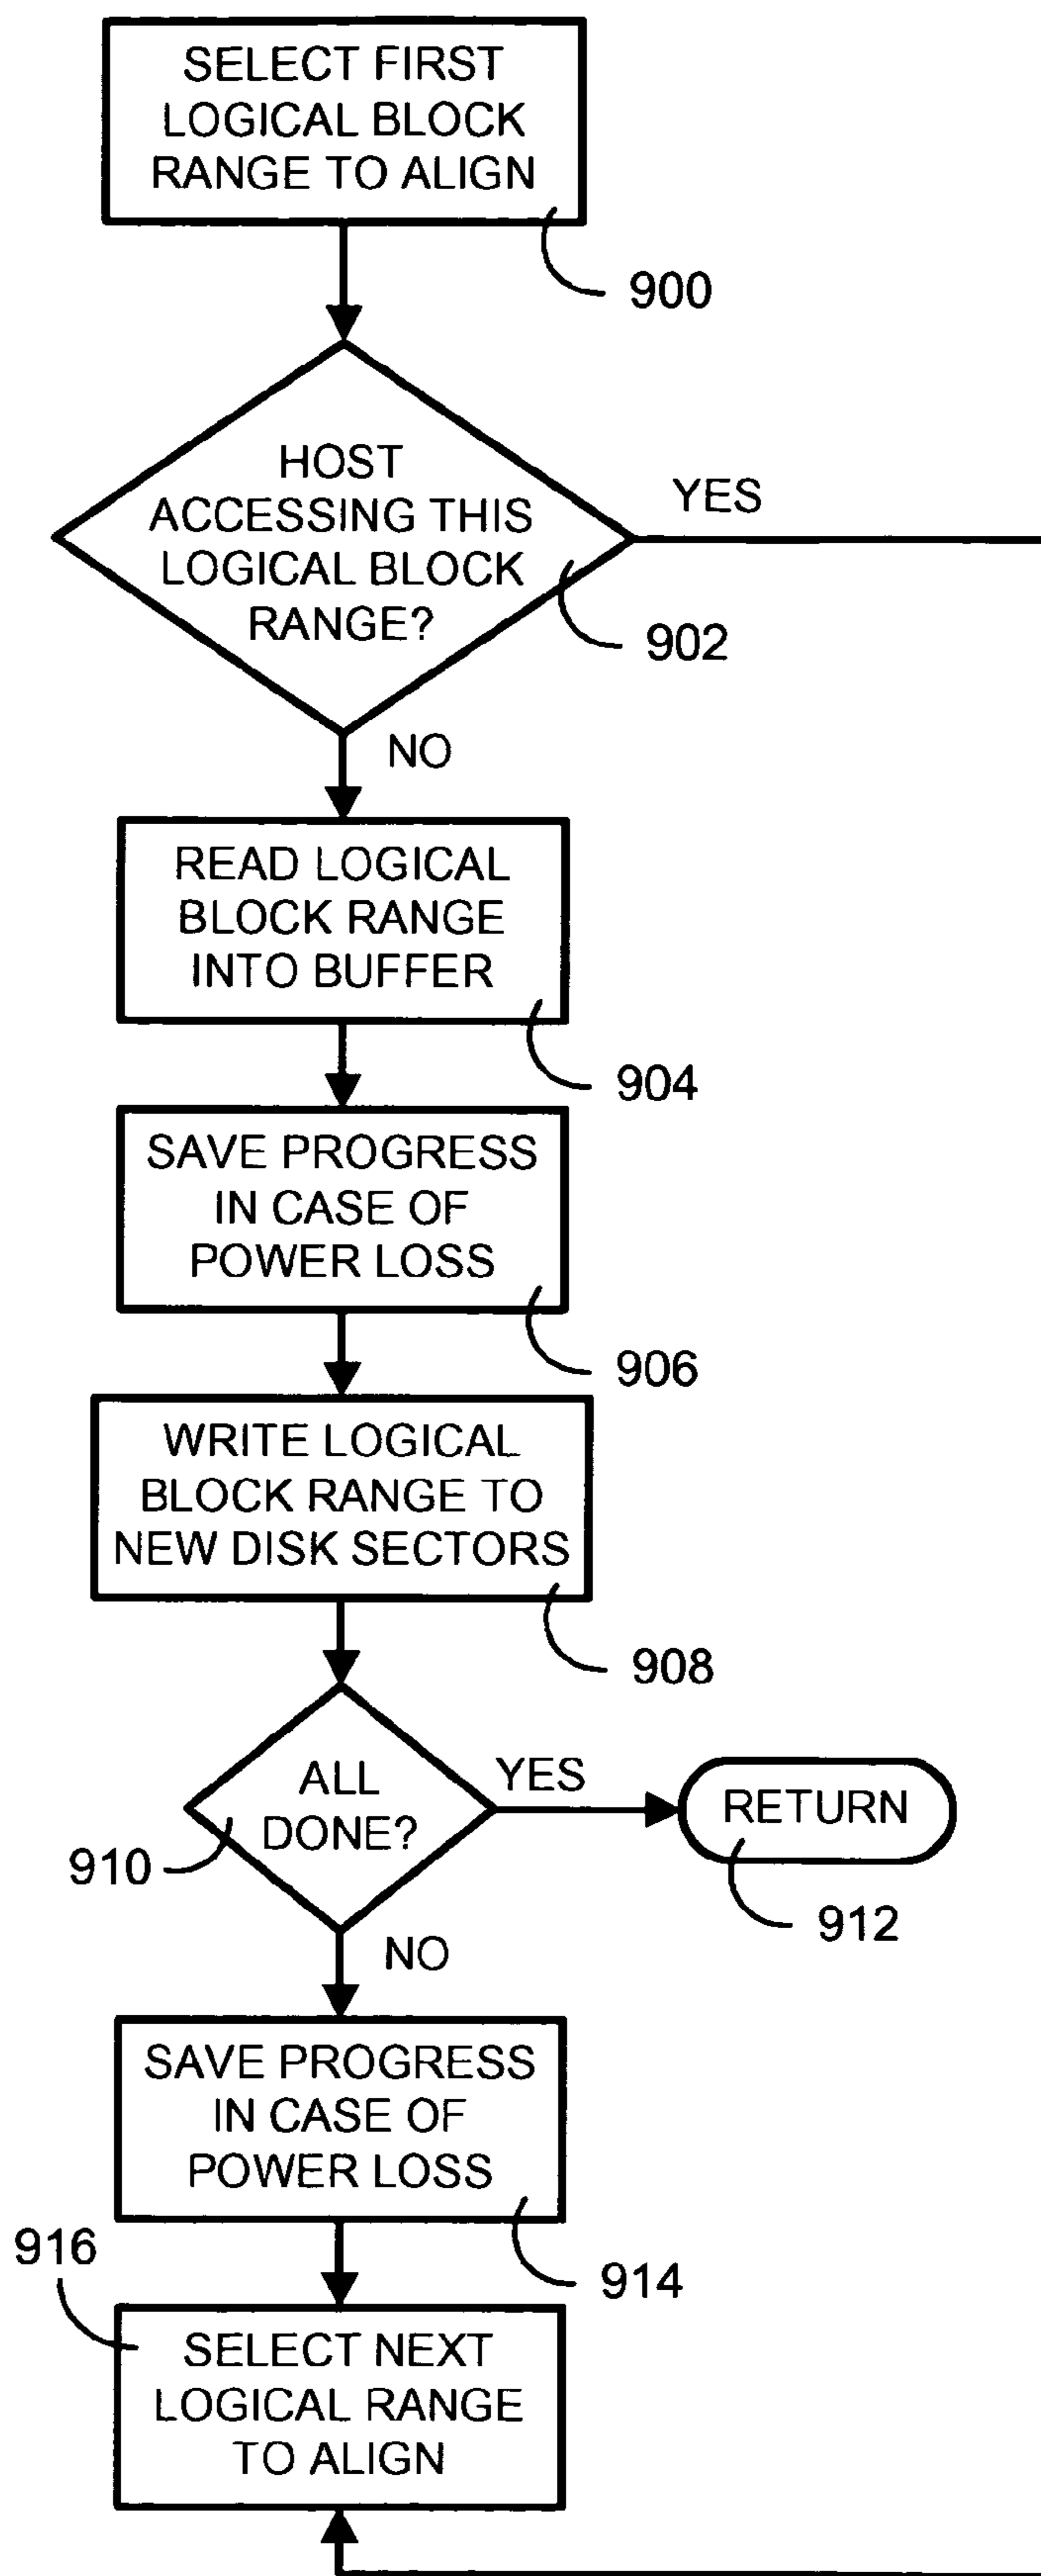 SELECT FIRST
LOGICAL BLOCK
RANGE TO ALIGN
900
HOST
ACCESSING THIS
LOGICAL BLOCK
RANGE?
YES
902
NO
READ LOGICAL
BLOCK RANGE
INTO BUFFER
904
SAVE PROGRESS
IN CASE OF
POWER LOSS
906
WRITE LOGICAL
BLOCK RANGE TO
NEW DISK SECTORS
908
ALL
DONE?
YES
RETURN
910
912
NO
SAVE PROGRESS
IN CASE OF
POWER LOSS
914
916
SELECT NEXT
LOGICAL RANGE
TO ALIGN